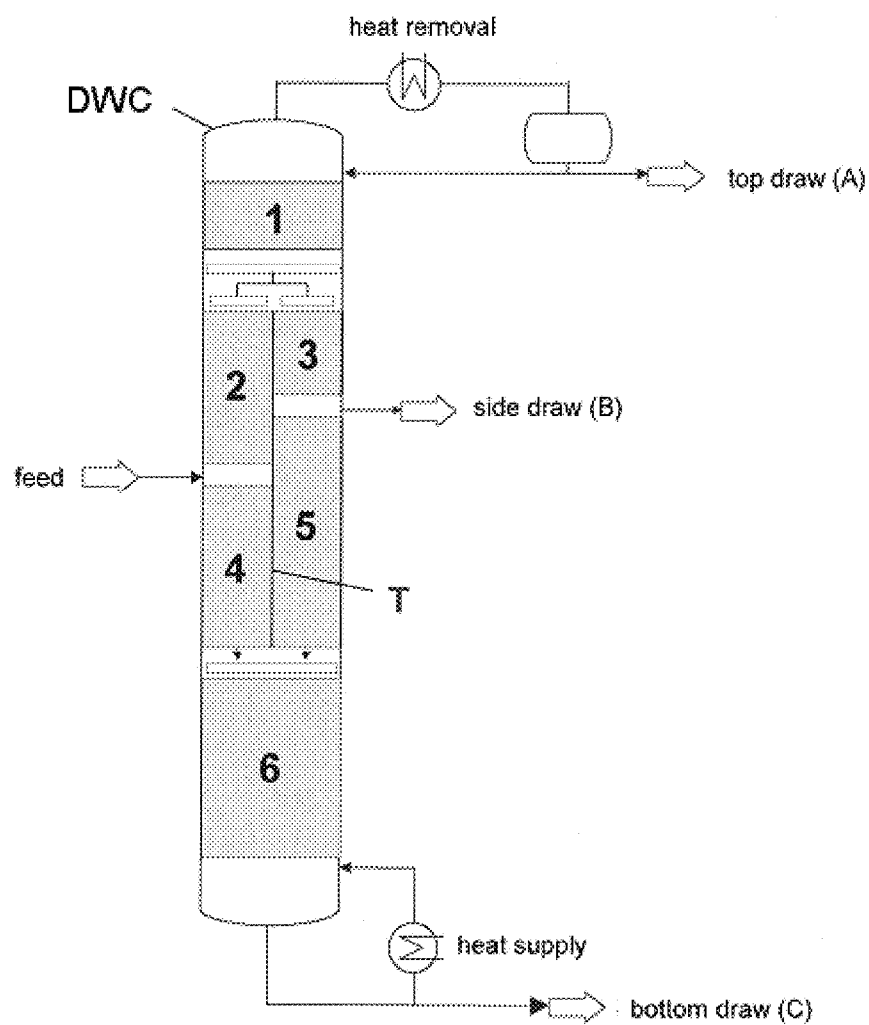 heat removal
DWC
top draw (A)
1
3
2
side draw (B)
feed
5
4
T
6
heat supply
bottom draw (C)